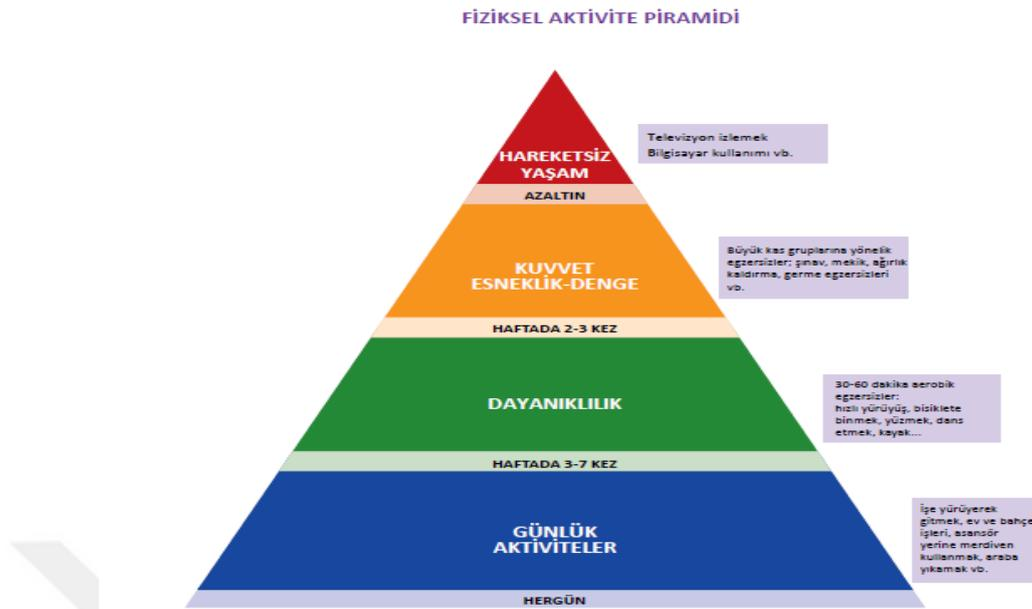 FİZİKSEL AKTİVİTE PİRAMİDİ
HAREKETSİZ
YAŞAM
Televizyon izlemek
Bilgisayar kullanımı vb.
AZALTIN
KUVVET
ESNEKLİK-DENGE
Büyük kas gruplarına yönelik
egzersizler; şınav, mekik, ağırlık
kaldırma, germe egzersizleri
vb.
HAFTADA 2-3 KEZ
DAYANIKLILIK
30-60 dakika aerobik
egzersizler:
hızlı yürüyüş, bisiklete
binmek, yüzmek, dans
etmek, kayak...
HAFTADA 3-7 KEZ
GÜNLÜK
AKTİVİTELER
İşe yürüyerek
gitmek, ev ve bahçe
işleri, asansör
yerine merdiven
kullanmak, araba
yıkamak vb.
HERGÜN